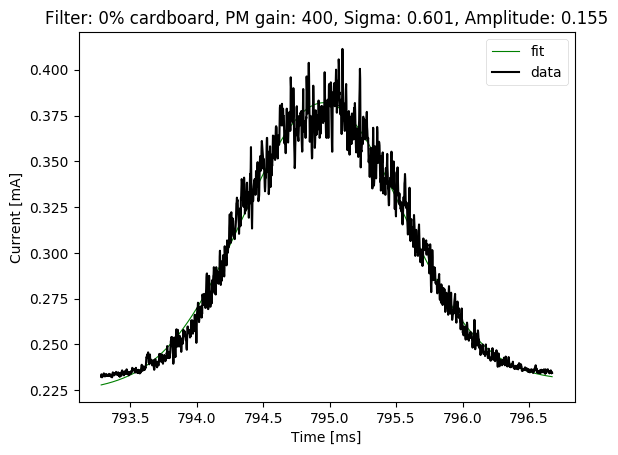 Filter: 0% cardboard, PM gain: 400, Sigma: 0.601, Amplitude: 0.155
fit
data
0.400
0.375
0.350
0.325
0.300
0.275
0.250
0.225
Current [mA]
793.5 794.0 794.5 795.0 795.5 796.0 796.5
Time [ms]